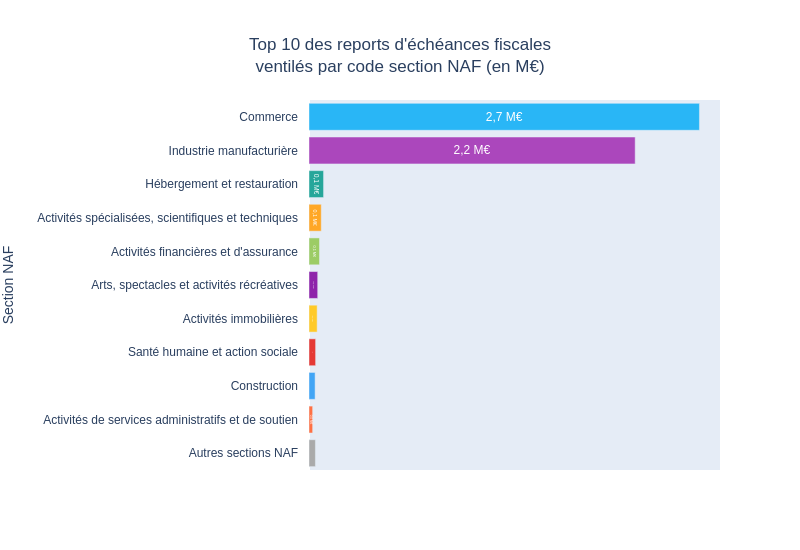 Top 10 des reports d'échéances fiscales
ventilés par code section NAF (en M€)
Section NAF
Commerce
2,7 M€
Industrie manufacturière
2,2 M€
Hébergement et restauration
0,1 M€
Activités spécialisées, scientifiques et techniques
0,1 M€
Activités financières et d'assurance
Arts, spectacles et activités récréatives
Activités immobilières
Santé humaine et action sociale
Construction
Activités de services administratifs et de soutien
Autres sections NAF